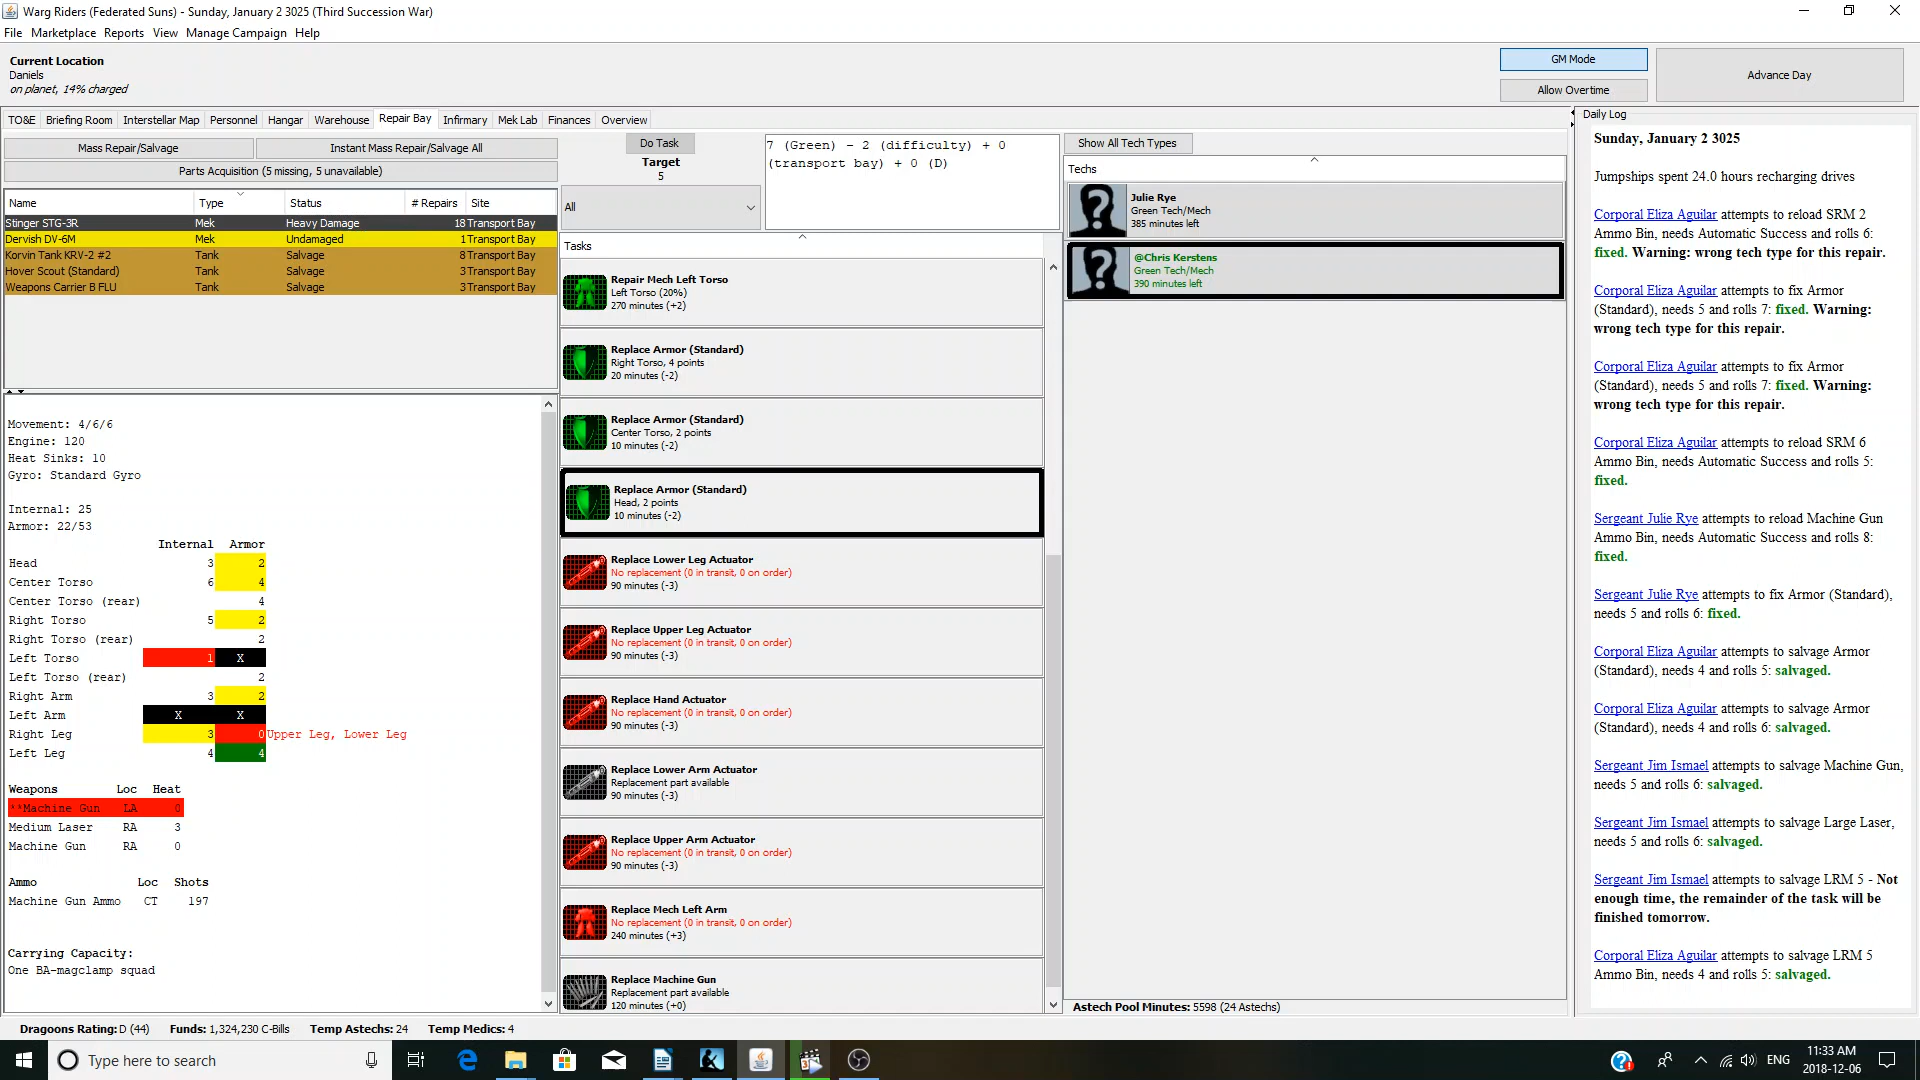 Warg Riders (Federated Suns) - Sunday, January 2 3025 (Third Succession War)
File Marketplace Reports View Manage Campaign Help
Current Location
Daniels
on planet, 14% charged
GM Mode
Allow Overtime
Advance Day
TO&E Briefing Room Interstellar Map Personnel Hangar Warehouse Repair Bay Infirmary Mek Lab Finances Overview
Mass Repair/Salvage
Instant Mass Repair/Salvage All
Parts Acquisition (5 missing, 5 unavailable)
Name Type Status # Repairs Site
Stinger STG-3R Mek Heavy Damage 18 Transport Bay
Dervish DV-6M Mek Undamaged 1 Transport Bay
Korvin Tank KRV-2 #2 Tank Salvage 8 Transport Bay
Hover Scout (Standard) Tank Salvage 3 Transport Bay
Weapons Carrier B FLU Tank Salvage 3 Transport Bay
Movement: 4/6/6
Engine: 120
Heat Sinks: 10
Gyro: Standard Gyro
Internal: 25
Armor: 22/53
Internal Armor
Head 3 2
Center Torso 6 4
Center Torso (rear) 4
Right Torso 5 2
Right Torso (rear) 2
Left Torso 1 X
Left Torso (rear) 2
Right Arm 3 2
Left Arm X X
Right Leg 3 0 Upper Leg, Lower Leg
Left Leg 4 4
Weapons Loc Heat
**Machine Gun LA 0
Medium Laser RA 3
Machine Gun RA 0
Ammo Loc Shots
Machine Gun Ammo CT 197
Carrying Capacity:
One BA-magclamp squad
Do Task
Target
5
All
7 (Green) - 2 (difficulty) + 0
(transport bay) + 0 (D)
Tasks
Repair Mech Left Torso
Left Torso (20%)
270 minutes (+2)
Replace Armor (Standard)
Right Torso, 4 points
20 minutes (-2)
Replace Armor (Standard)
Center Torso, 2 points
10 minutes (-2)
Replace Armor (Standard)
Head, 2 points
10 minutes (-2)
Replace Lower Leg Actuator
No replacement (0 in transit, 0 on order)
90 minutes (-3)
Replace Upper Leg Actuator
No replacement (0 in transit, 0 on order)
90 minutes (-3)
Replace Hand Actuator
No replacement (0 in transit, 0 on order)
90 minutes (-3)
Replace Lower Arm Actuator
Replacement part available
90 minutes (-3)
Replace Upper Arm Actuator
No replacement (0 in transit, 0 on order)
90 minutes (-3)
Replace Mech Left Arm
No replacement (0 in transit, 0 on order)
240 minutes (+3)
Replace Machine Gun
Replacement part available
120 minutes (+0)
Show All Tech Types
Techs
Julie Rye
Green Tech/Mech
385 minutes left
@Chris Kerstens
Green Tech/Mech
390 minutes left
Astech Pool Minutes: 5598 (24 Astechs)
Daily Log
Sunday, January 2 3025
Jumpships spent 24.0 hours recharging drives
Corporal Eliza Aguilar attempts to reload SRM 2
Ammo Bin, needs Automatic Success and rolls 6:
fixed. Warning: wrong tech type for this repair.
Corporal Eliza Aguilar attempts to fix Armor
(Standard), needs 5 and rolls 7: fixed. Warning:
wrong tech type for this repair.
Corporal Eliza Aguilar attempts to fix Armor
(Standard), needs 5 and rolls 7: fixed. Warning:
wrong tech type for this repair.
Corporal Eliza Aguilar attempts to reload SRM 6
Ammo Bin, needs Automatic Success and rolls 5:
fixed.
Sergeant Julie Rye attempts to reload Machine Gun
Ammo Bin, needs Automatic Success and rolls 8:
fixed.
Sergeant Julie Rye attempts to fix Armor (Standard),
needs 5 and rolls 6: fixed.
Corporal Eliza Aguilar attempts to salvage Armor
(Standard), needs 4 and rolls 5: salvaged.
Corporal Eliza Aguilar attempts to salvage Armor
(Standard), needs 4 and rolls 6: salvaged.
Sergeant Jim Ismael attempts to salvage Machine Gun,
needs 5 and rolls 6: salvaged.
Sergeant Jim Ismael attempts to salvage Large Laser,
needs 5 and rolls 6: salvaged.
Sergeant Jim Ismael attempts to salvage LRM 5 - Not
enough time, the remainder of the task will be
finished tomorrow.
Corporal Eliza Aguilar attempts to salvage LRM 5
Ammo Bin, needs 4 and rolls 5: salvaged.
Dragoons Rating: D (44) Funds: 1,324,230 C-Bills Temp Astechs: 24 Temp Medics: 4
Type here to search
ENG
11:33 AM
2018-12-06